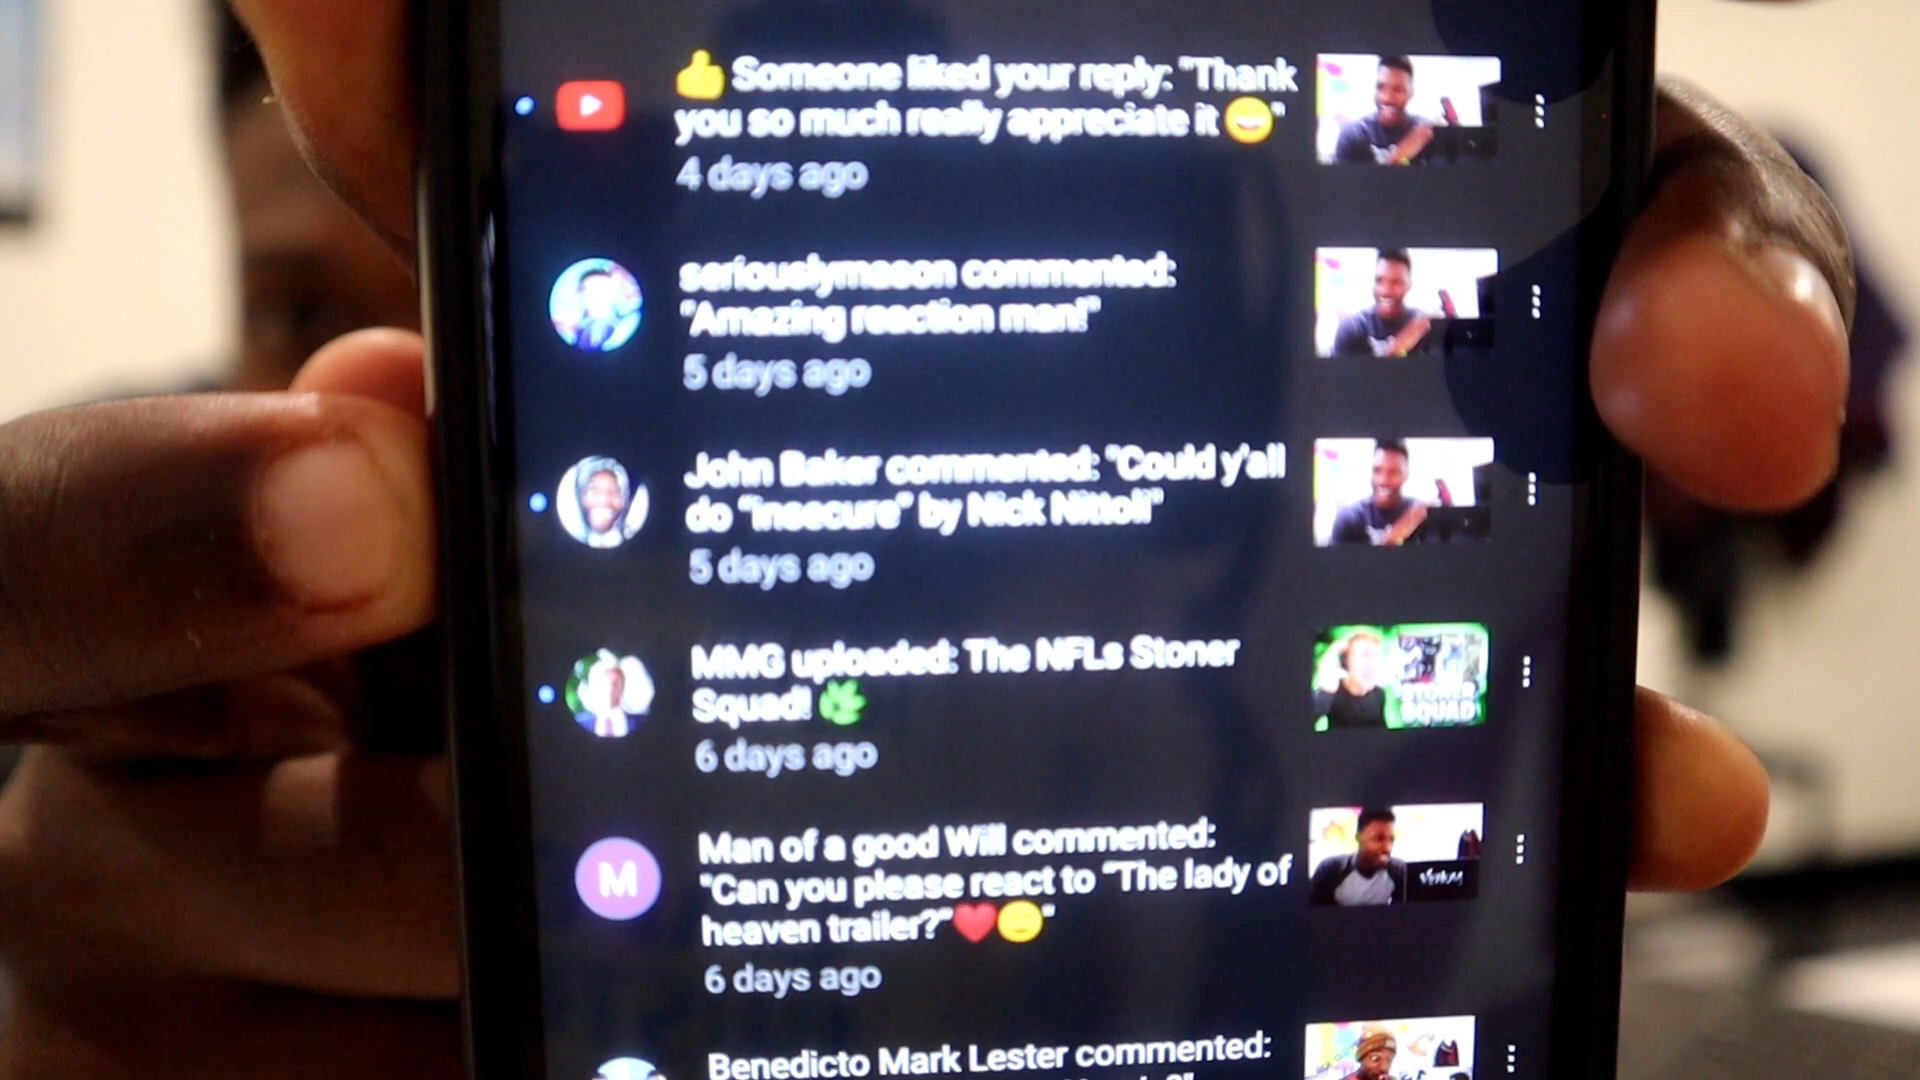 👍 Someone liked your reply: "Thank
you so much really appreciate it 😄"
4 days ago
seriouslymason commented:
"Amazing reaction man!"
5 days ago
John Baker commented: "Could y'all
do “insecure” by Nick Nittoli"
5 days ago
MMG uploaded: The NFLs Stoner
Squad! 🌿
STONER
SQUAD
6 days ago
M
Man of a good Will commented:
"Can you please react to “The lady of
heaven trailer?”❤️😊"
6 days ago
Benedicto Mark Lester commented: